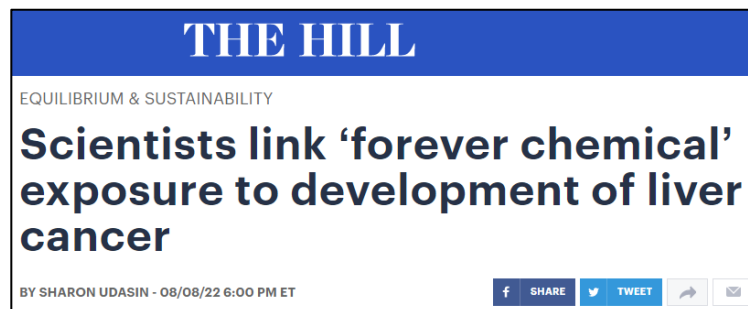 THE HILL
EQUILIBRIUM & SUSTAINABILITY
Scientists link ‘forever chemical’
exposure to development of liver
cancer
BY SHARON UDASIN - 08/08/22 6:00 PM ET
f SHARE TWEET